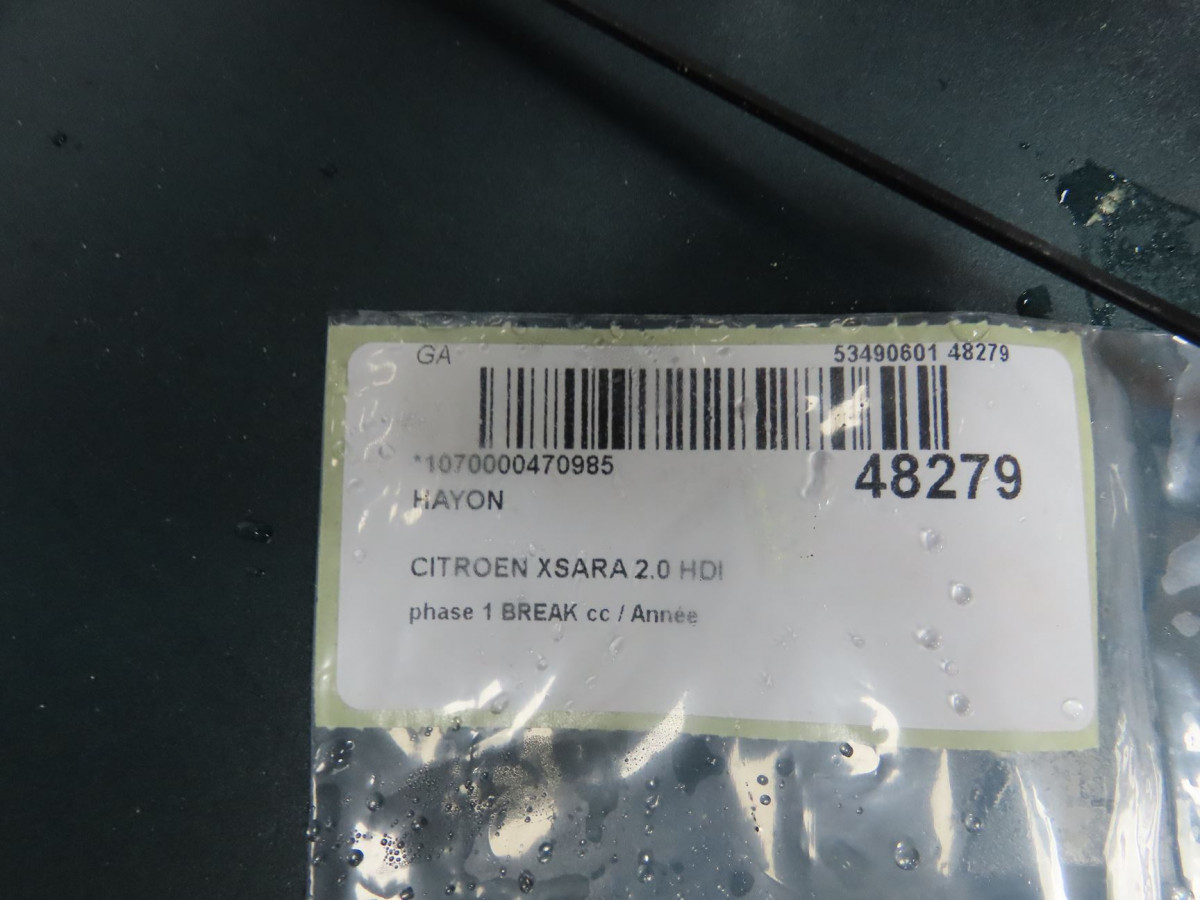 GA 53490601 48279
*1070000470985 48279
HAYON
CITROEN XSARA 2.0 HDI
phase 1 BREAK cc / Année